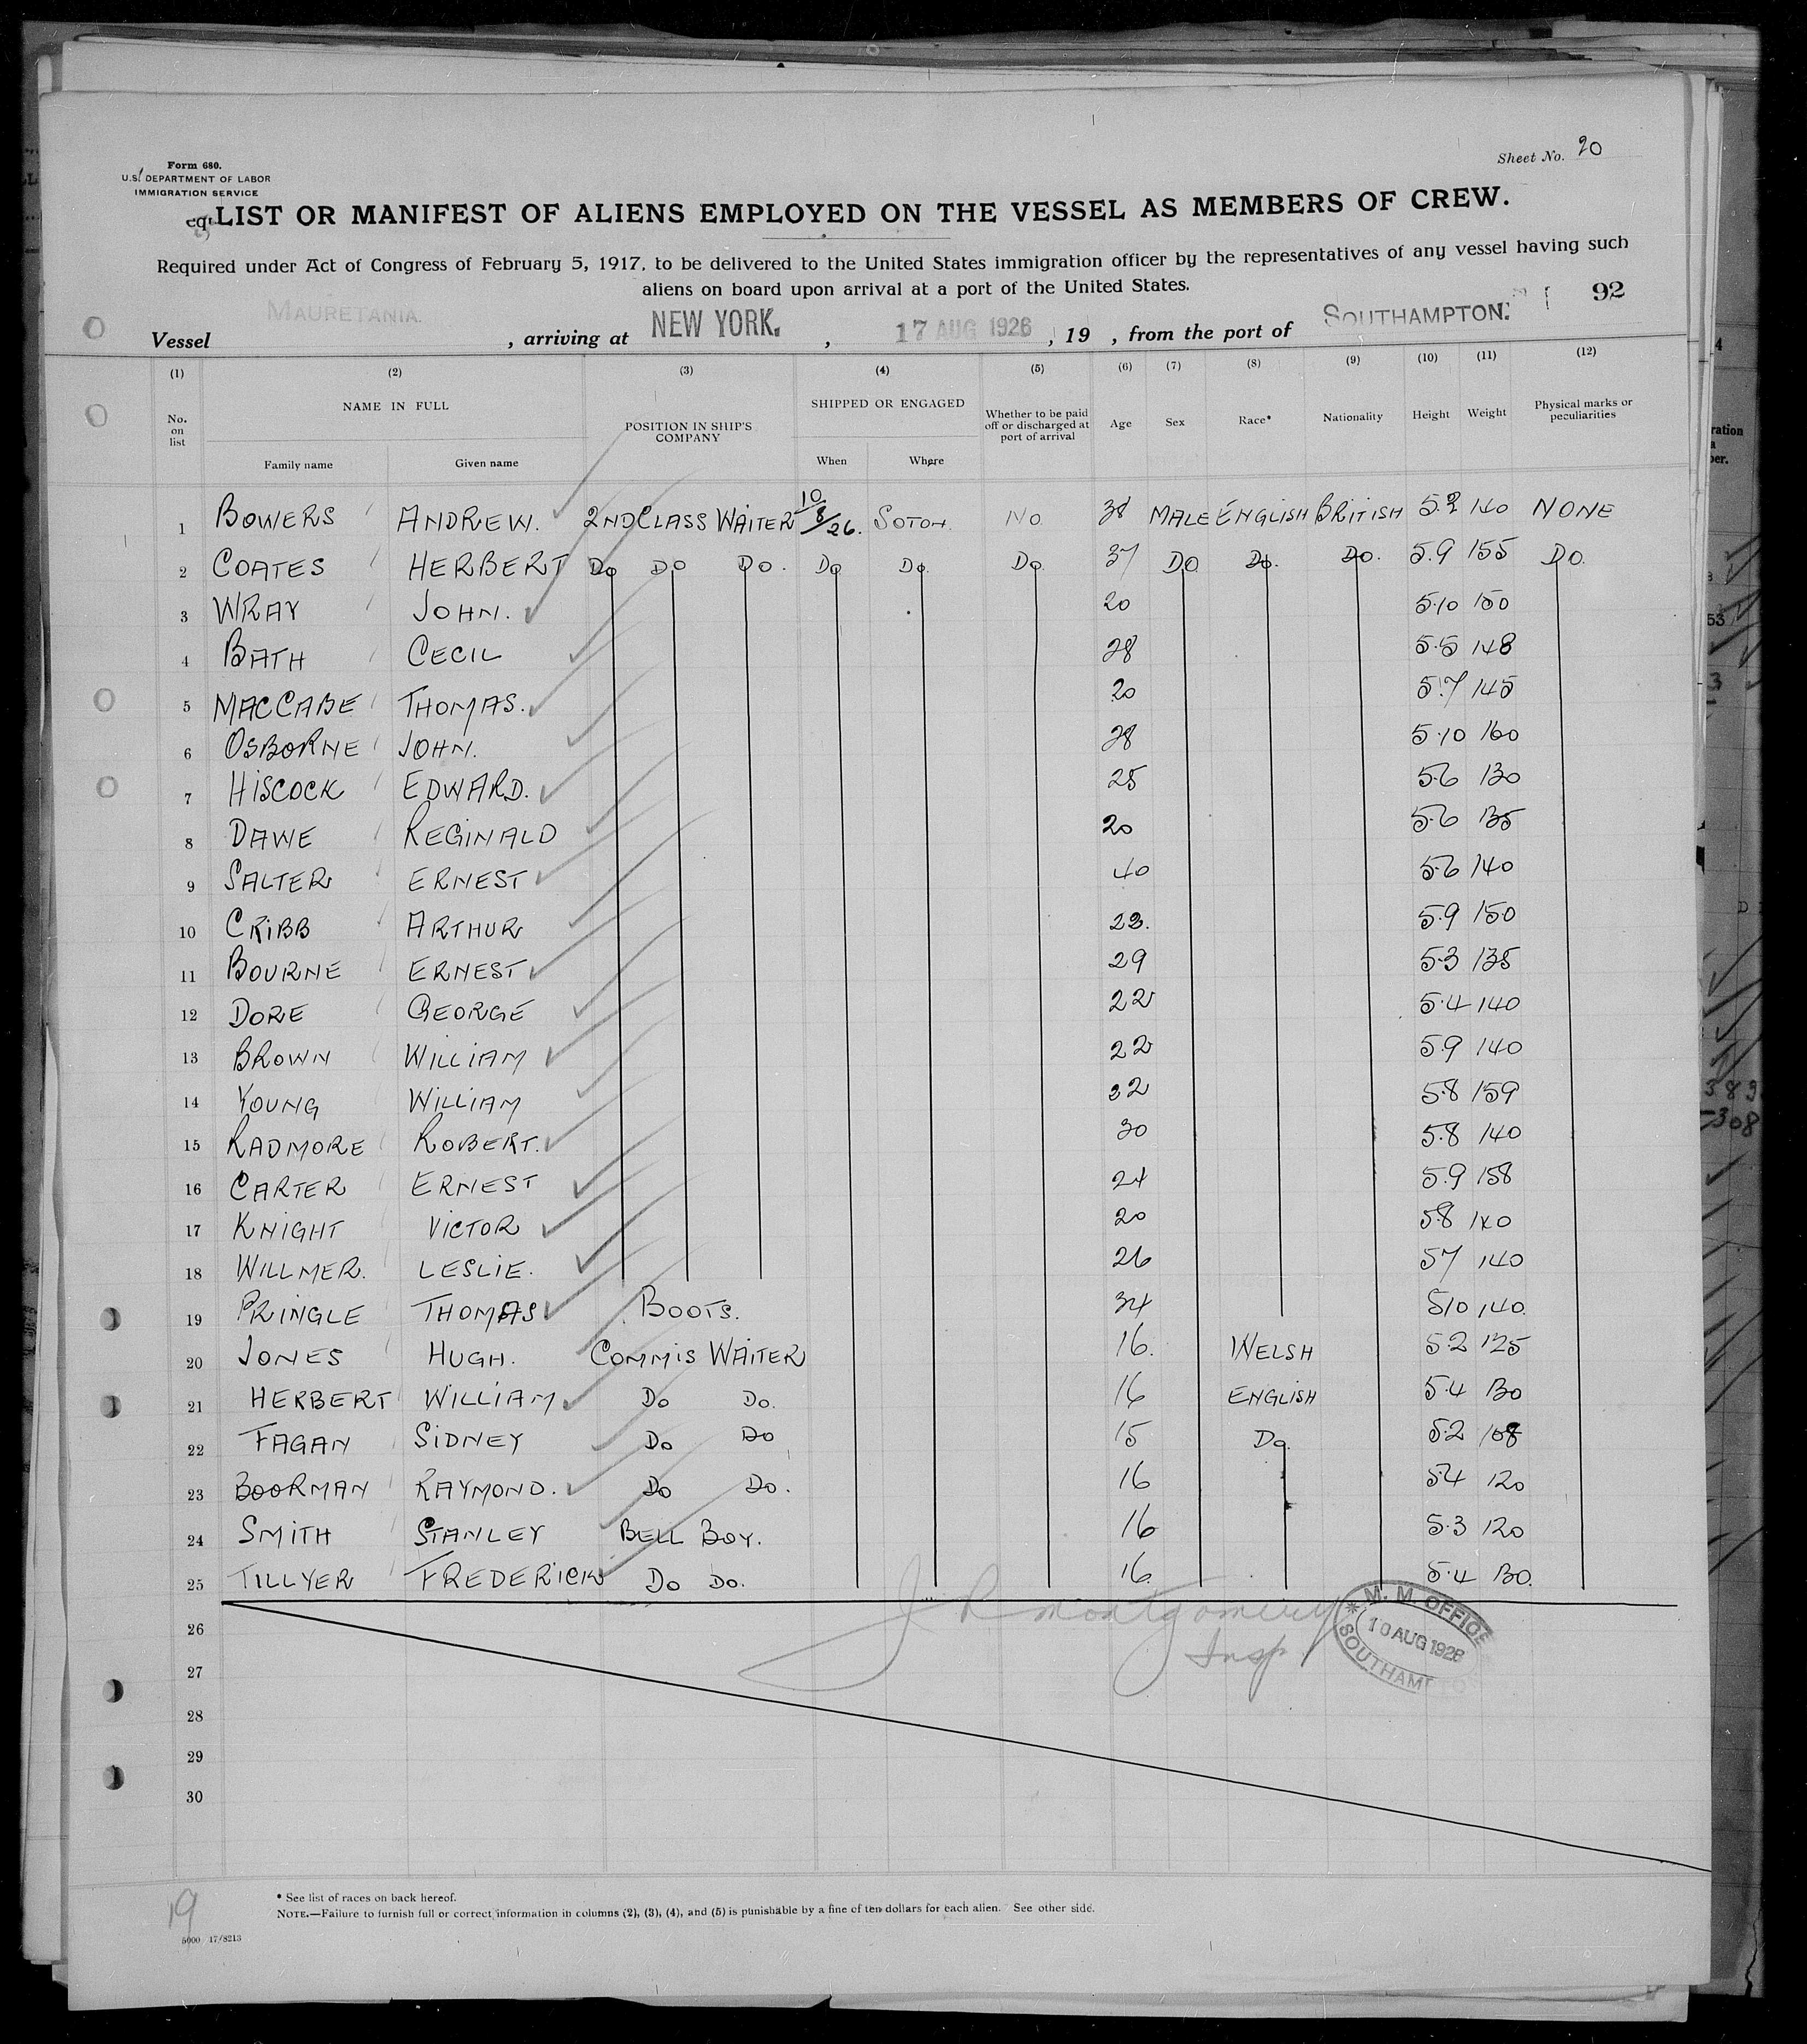 Sheet No. 20
Form 680.
U.S. DEPARTMENT OF LABOR
IMMIGRATION SERVICE
LIST OR MANIFEST OF ALIENS EMPLOYED ON THE VESSEL AS MEMBERS OF CREW.
Required under Act of Congress of February 5, 1917, to be delivered to the United States immigration officer by the representatives of any vessel having such
aliens on board upon arrival at a port of the United States.
92
Vessel MAURETANIA. , arriving at NEW YORK. , 17 AUG 1926 , 19 , from the port of SOUTHAMPTON.
(1) (2) (3) (4) (5) (6) (7) (8) (9) (10) (11) (12)
No. on list NAME IN FULL Family name Given name POSITION IN SHIP'S COMPANY SHIPPED OR ENGAGED When Where Whether to be paid off or discharged at port of arrival Age Sex Race* Nationality Height Weight Physical marks or peculiarities
1 BOWERS ANDREW. 2ND CLASS WAITER 10/8/26. SOTON. NO. 38 MALE ENGLISH BRITISH 5.2 140 NONE
2 COATES HERBERT DO DO DO. DO DO. DO. 37 DO. DO. DO. 5.9 155 DO.
3 WRAY JOHN. 20 5.10 150
4 BATH CECIL 28 5.5 148
5 MACCABE THOMAS. 20 5.7 145
6 OSBORNE JOHN. 28 5.10 160
7 HISCOCK EDWARD. 25 5.6 130
8 DAWE REGINALD 20 5.6 135
9 SALTER ERNEST 40 5.6 140
10 CRIBB ARTHUR 23. 5.9 150
11 BOURNE ERNEST 29 5.3 135
12 DORE GEORGE 22 5.4 140
13 BROWN WILLIAM 22 5.9 140
14 YOUNG WILLIAM 32 5.8 159
15 RADMORE ROBERT. 30 5.8 140
16 CARTER ERNEST 24 5.9 158
17 KNIGHT VICTOR 20 5.8 140
18 WILLMER. LESLIE. 26 5.7 140
19 PRINGLE THOMAS BOOTS. 34 5.10 140.
20 JONES HUGH. COMMIS WAITER 16. WELSH 5.2 125
21 HERBERT WILLIAM DO DO. 16 ENGLISH 5.4 130
22 FAGAN SIDNEY DO DO 15 DO. 5.2 108
23 BOORMAN RAYMOND. DO DO. 16 5.4 120
24 SMITH STANLEY BELL BOY. 16 5.3 120
25 TILLYER FREDERICK DO DO. 16. 5.4 130.
26
J R Montgomery
Insp
M. M. OFFICE
10 AUG 1926
SOUTHAMPTON
27
28
29
30
19
* See list of races on back hereof.
NOTE.—Failure to furnish full or correct information in columns (2), (3), (4), and (5) is punishable by a fine of ten dollars for each alien. See other side.
5000 17/8213